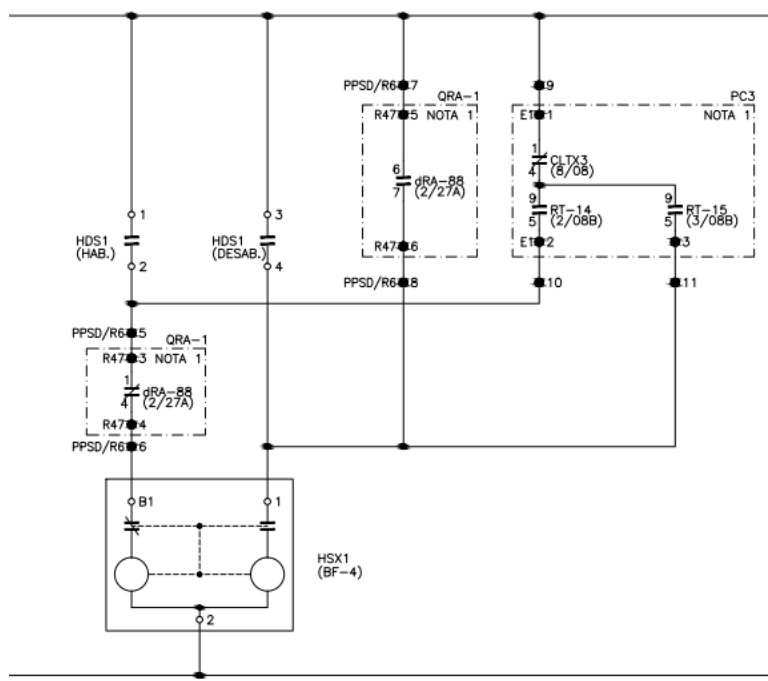 PPSD/R6 7
9
QRA-1
PC3
R47 5 NOTA 1
E1 1 NOTA 1
1
CLTX3
4 (8/08)
6
dRA-88
7 (2/27A)
9
RT-14
5 (2/08B)
9
RT-15
5 (3/08B)
1
3
HDS1
(HAB.)
HDS1
(DESAB.)
2
4
R47 6
E1 2
3
PPSD/R6 8
10
11
PPSD/R6 5
QRA-1
R47 3 NOTA 1
1
dRA-88
4 (2/27A)
R47 4
PPSD/R6 6
B1
1
HSX1
(BF-4)
2